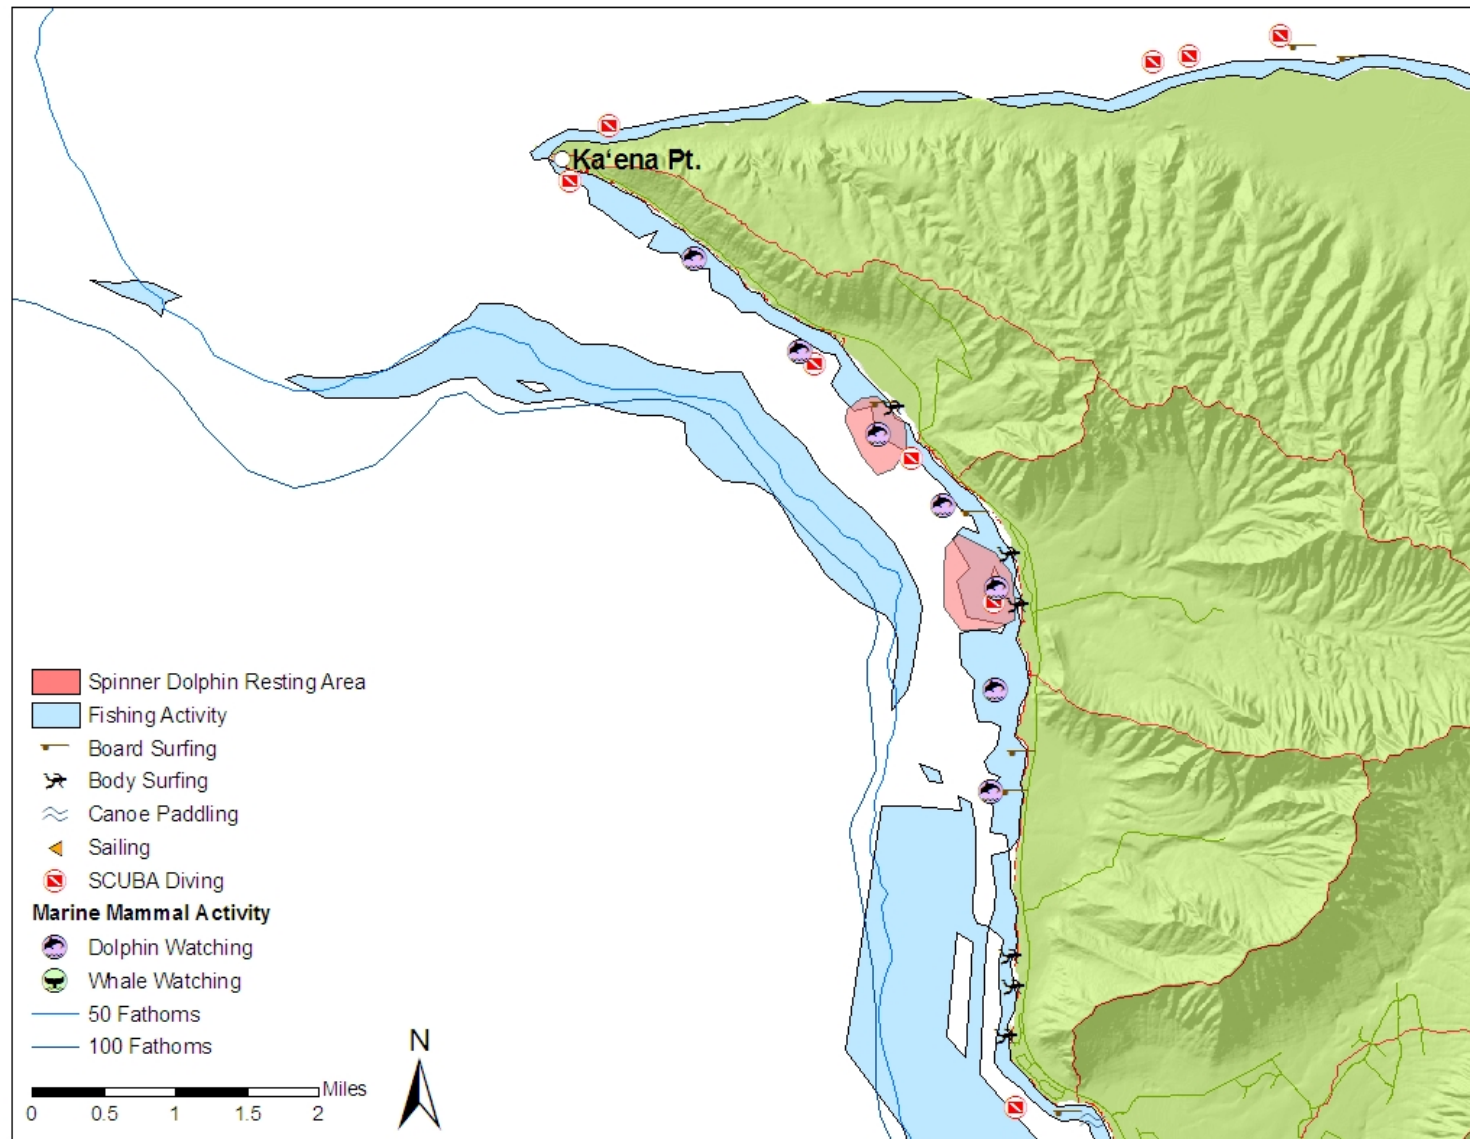 Ka‘ena Pt.
Spinner Dolphin Resting Area
Fishing Activity
Board Surfing
Body Surfing
Canoe Paddling
Sailing
SCUBA Diving
Marine Mammal Activity
Dolphin Watching
Whale Watching
50 Fathoms
100 Fathoms
N
Miles
0 0.5 1 1.5 2